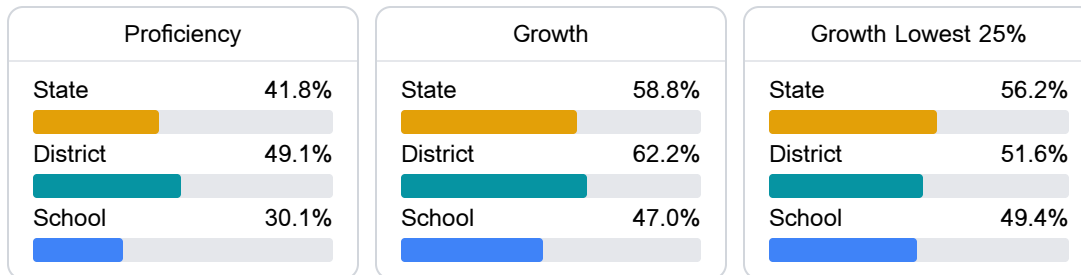 Proficiency
State 41.8%
District 49.1%
School 30.1%
Growth
State 58.8%
District 62.2%
School 47.0%
Growth Lowest 25%
State 56.2%
District 51.6%
School 49.4%